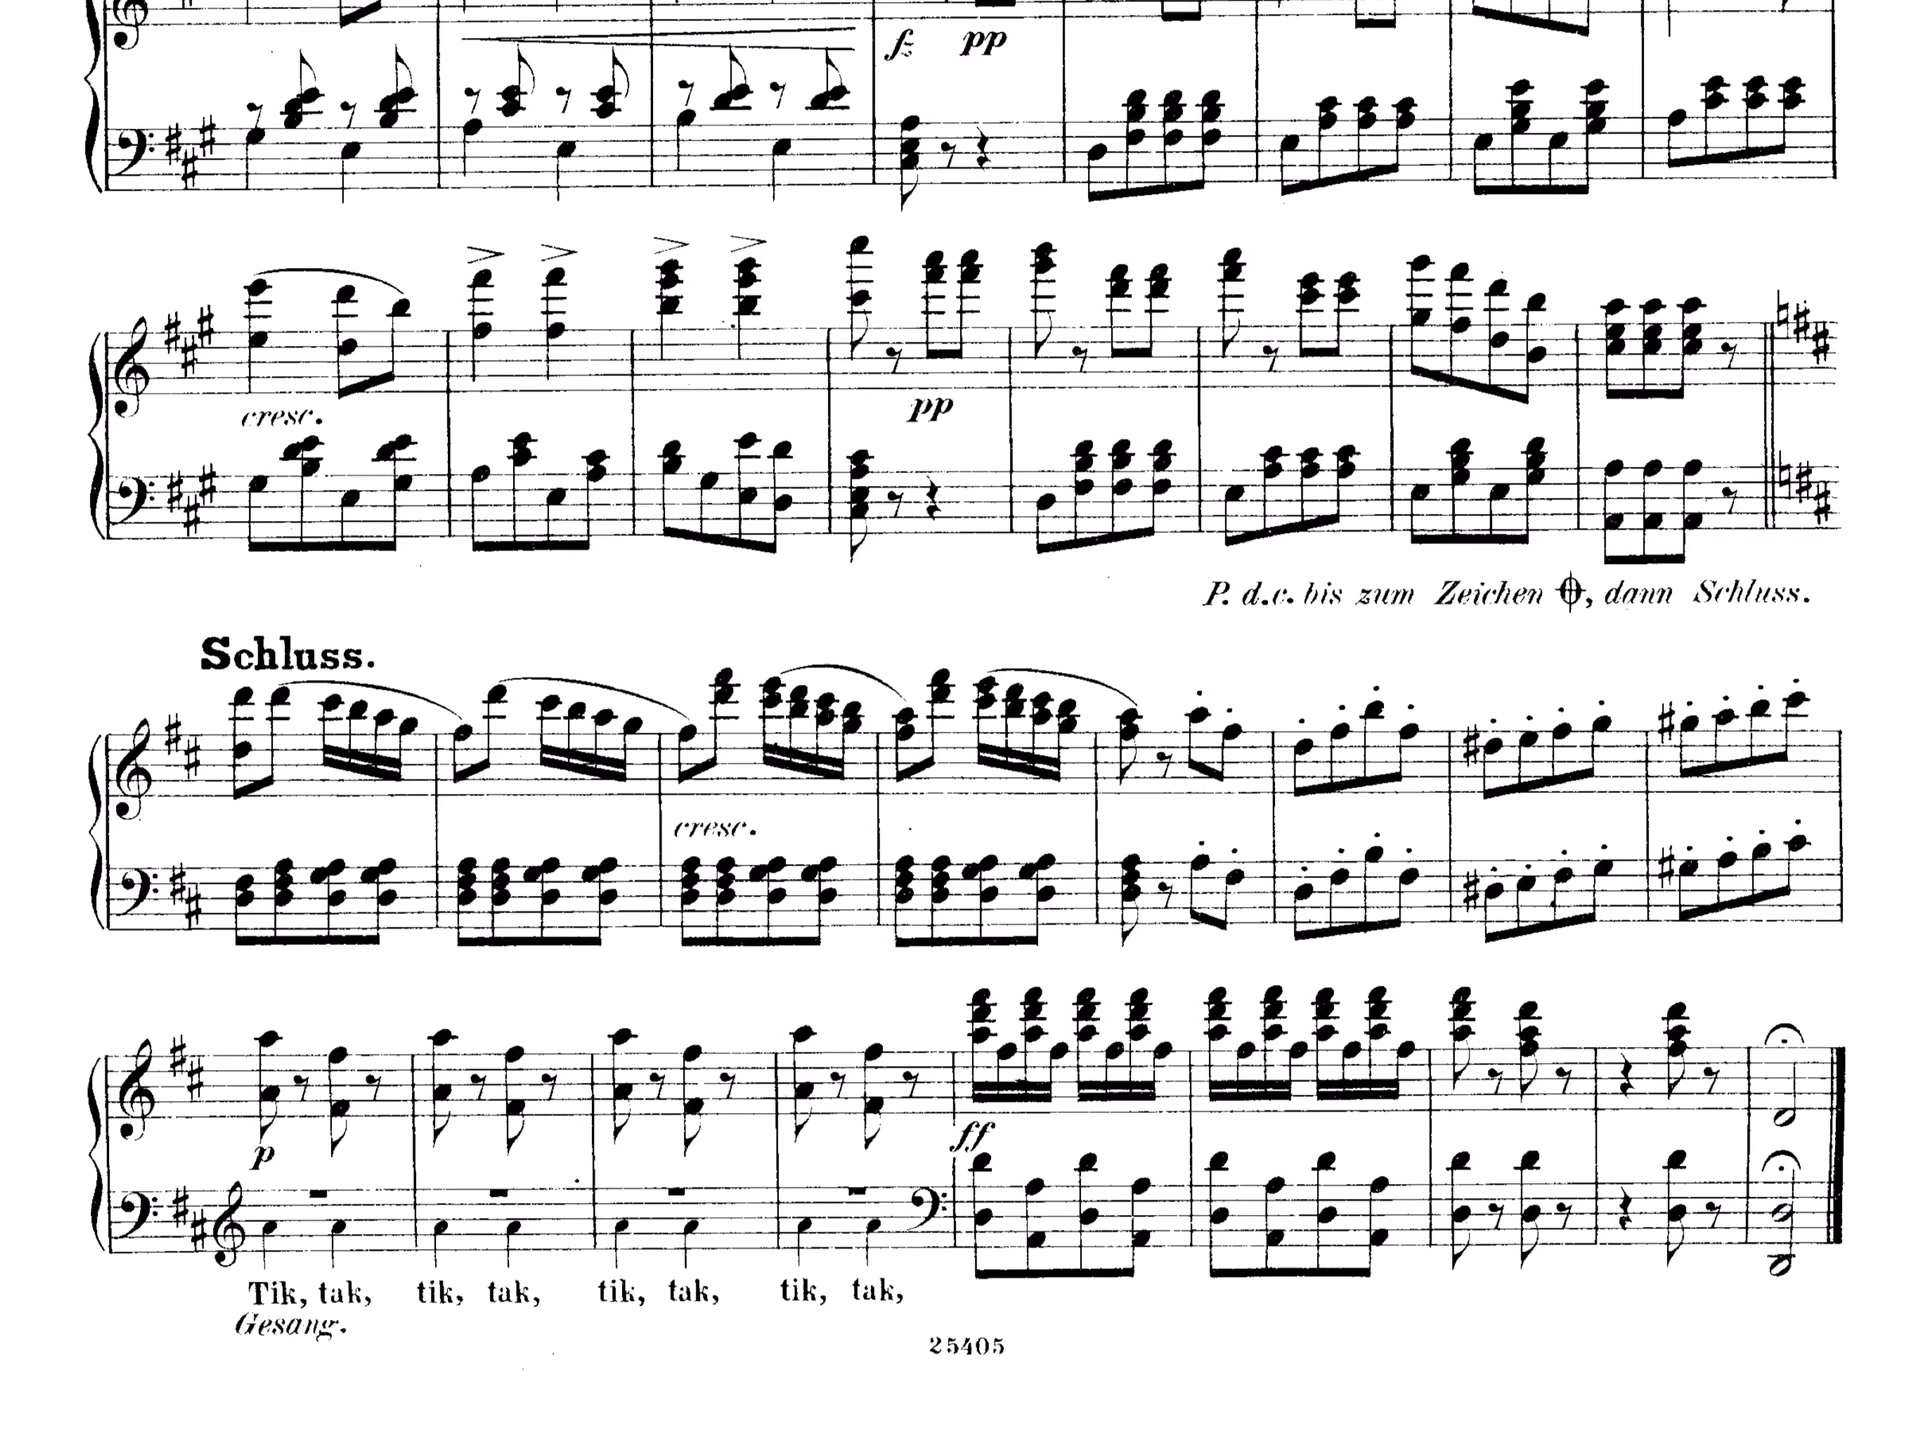 fz pp
cresc.
pp
P. d.c. bis zum Zeichen , dann Schluss.
Schluss.
cresc.
p
ff
Tik, tak, tik, tak, tik, tak, tik, tak,
Gesang.
25405